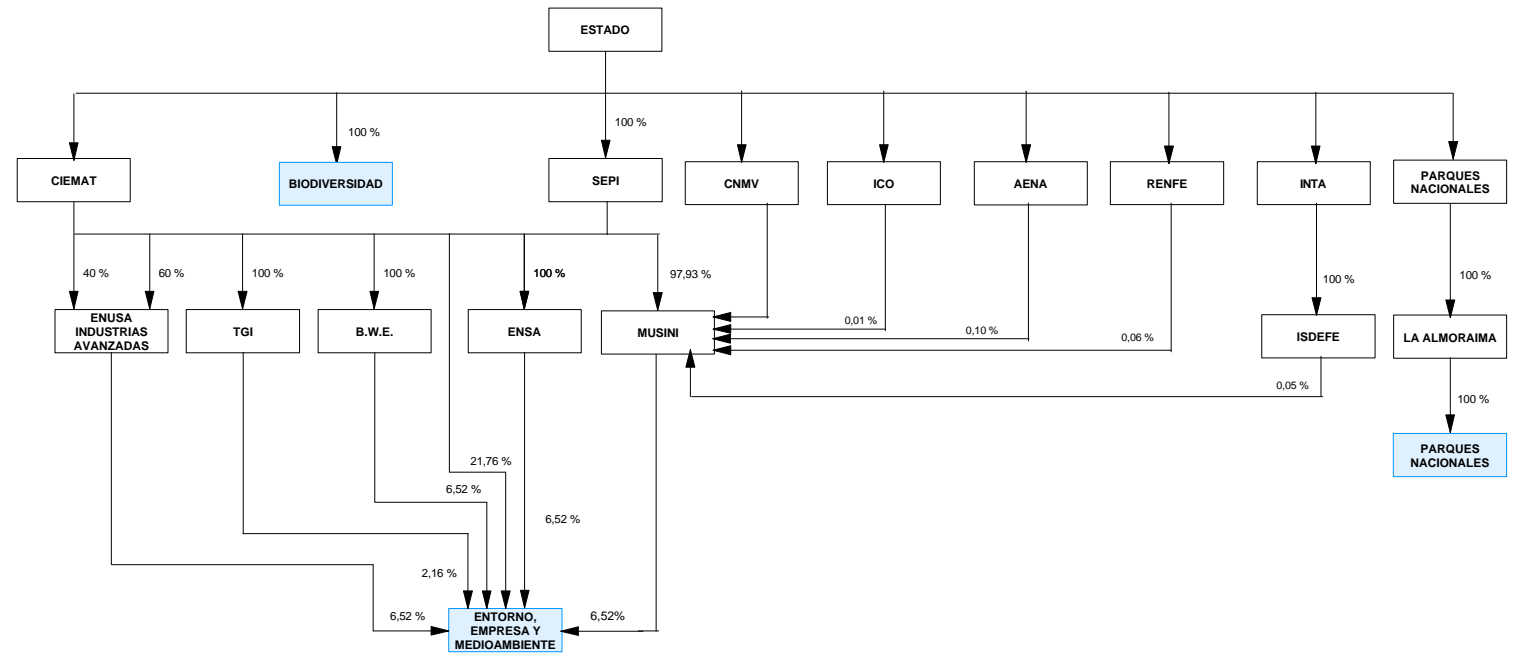 ESTADO
100 %
100 %
CIEMAT
BIODIVERSIDAD
SEPI
CNMV
ICO
AENA
RENFE
INTA
PARQUES
NACIONALES
40 %
60 %
100 %
100 %
100 %
97,93 %
100 %
100 %
ENUSA
INDUSTRIAS
AVANZADAS
TGI
B.W.E.
ENSA
MUSINI
0,01 %
0,10 %
0,06 %
ISDEFE
LA ALMORAIMA
0,05 %
100 %
PARQUES
NACIONALES
21,76 %
6,52 %
6,52 %
2,16 %
6,52 %
6,52%
ENTORNO,
EMPRESA Y
MEDIOAMBIENTE